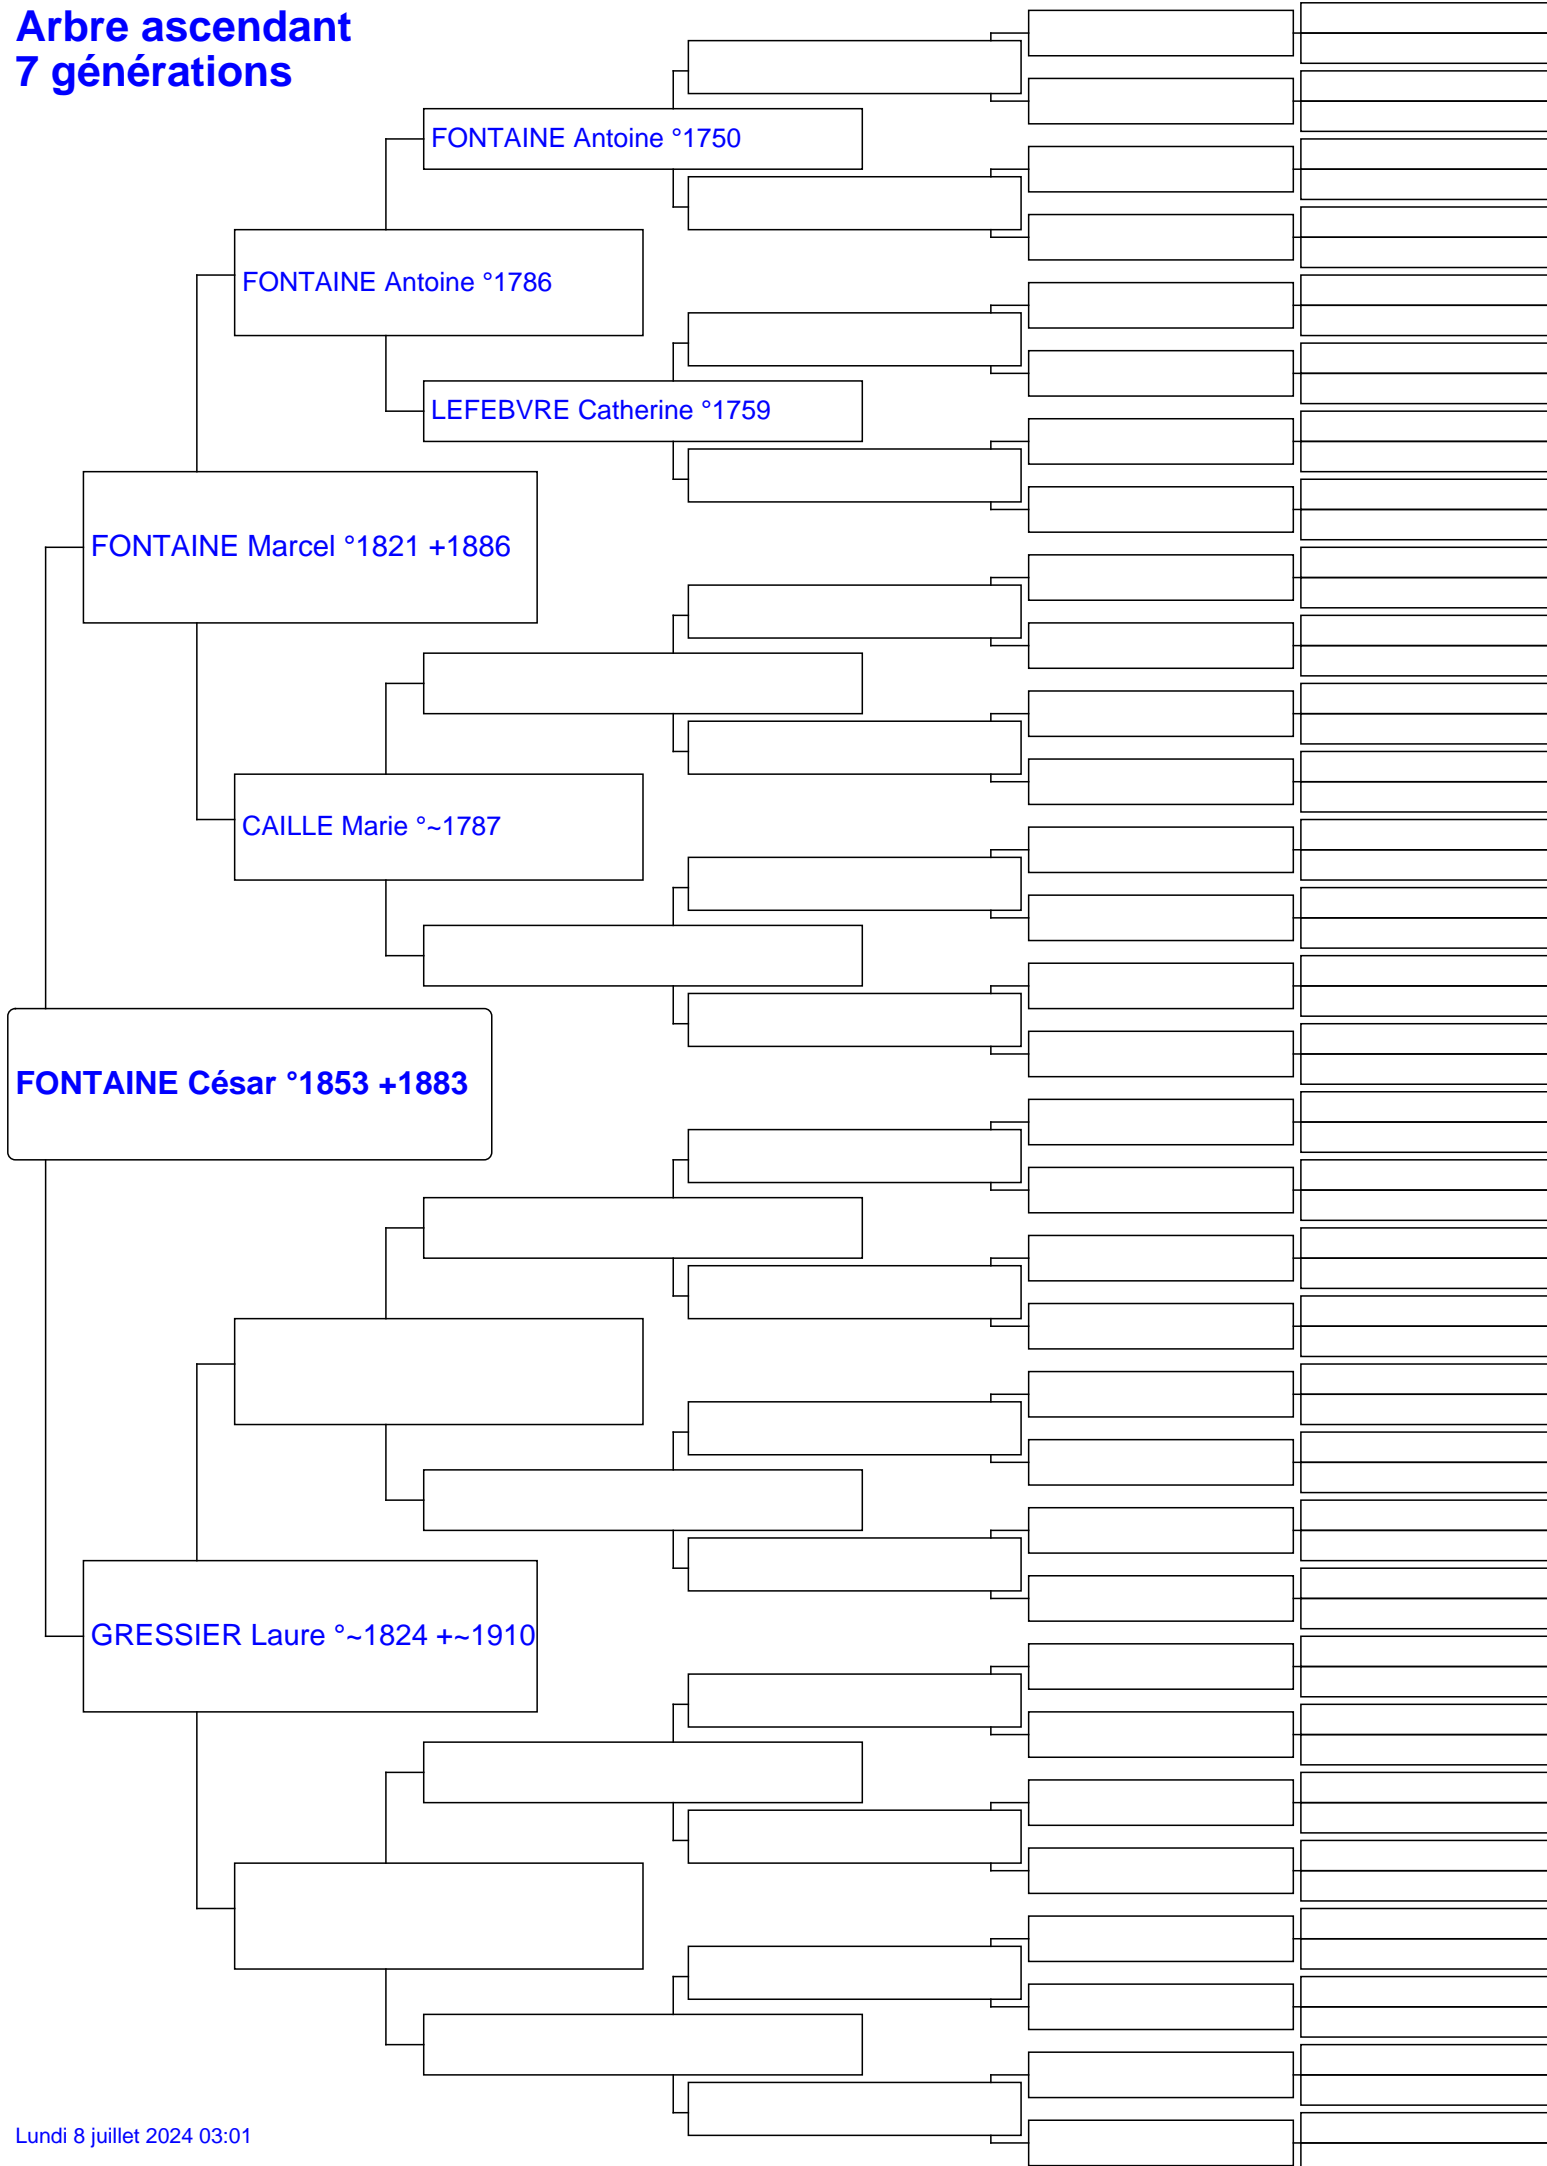 Arbre ascendant
7 générations
FONTAINE Antoine °1750
FONTAINE Antoine °1786
LEFEBVRE Catherine °1759
FONTAINE Marcel °1821 +1886
CAILLE Marie °~1787
FONTAINE César °1853 +1883
GRESSIER Laure °~1824 +~1910
Lundi 8 juillet 2024 03:01